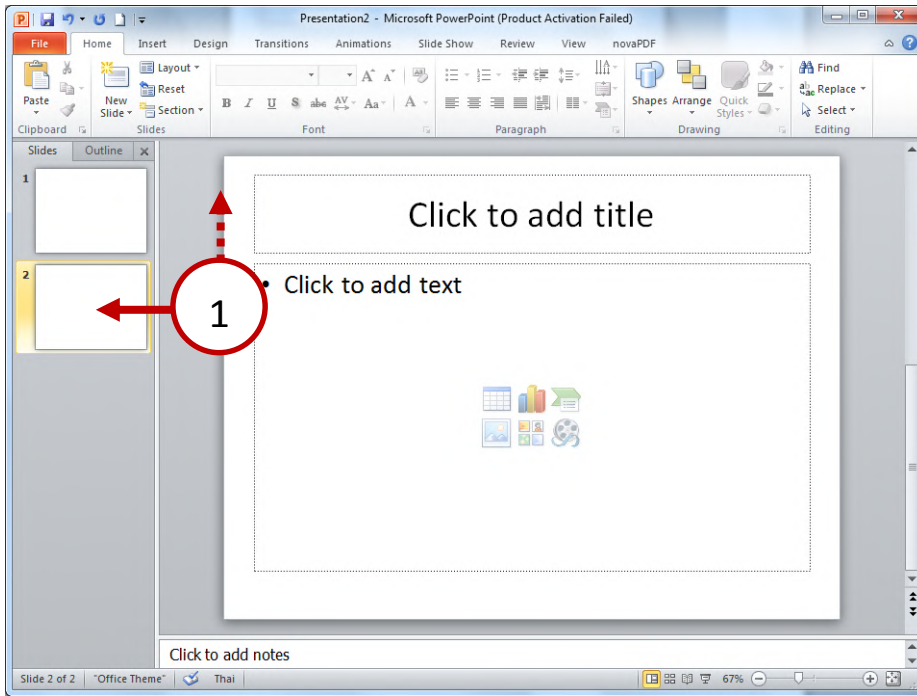 Presentation2 - Microsoft PowerPoint (Product Activation Failed)
File Home Insert Design Transitions Animations Slide Show Review View novaPDF
Paste
Clipboard
New Slide
Layout
Reset
Section
Slides
B I U S abc AV Aa A
Font
Paragraph
Shapes Arrange Quick Styles
Drawing
Find
Replace
Select
Editing
Slides Outline
1
2
1
Click to add title
• Click to add text
Click to add notes
Slide 2 of 2 "Office Theme" Thai 67%